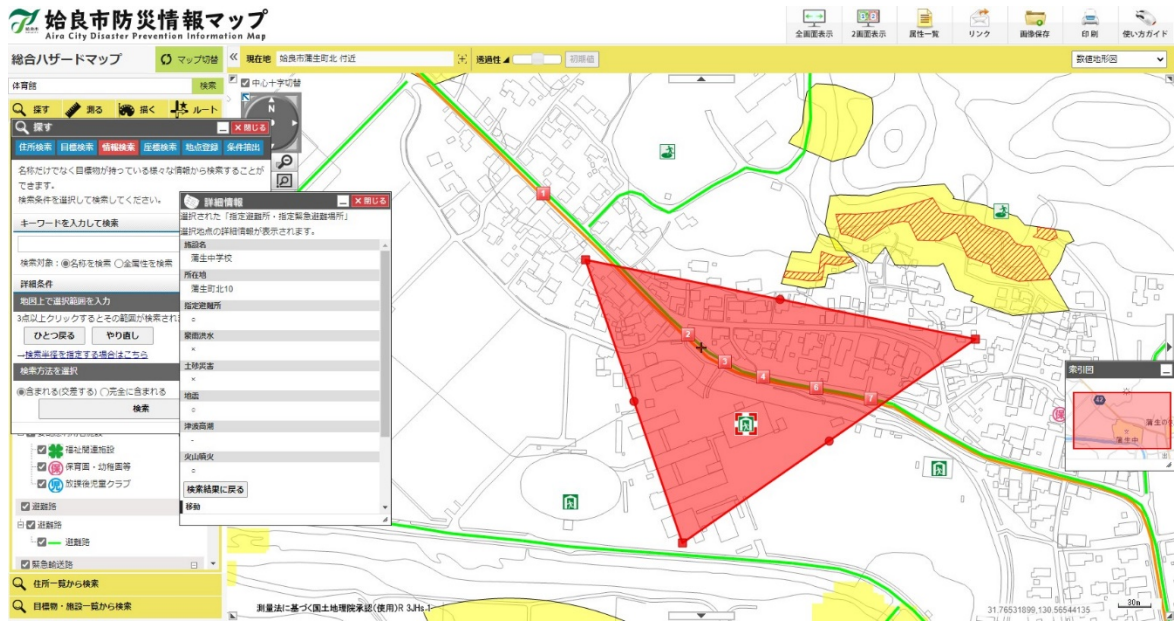 姶良市防災情報マップ
Aira City Disaster Prevention Information Map
全画面表示 2画面表示 属性一覧 リンク 画像保存 印刷 使い方ガイド
総合ハザードマップ マップ切替
現在地 姶良市蒲生町北 付近 透過性 初期値 数値地形図
体育館 検索
中心十字切替
探す 測る 描く ルート
N
探す 閉じる
住所検索 目標検索 情報検索 座標検索 地点登録 条件抽出
名称だけでなく目標物が持っている様々な情報から検索することが
できます。
検索条件を選択して検索してください。
キーワードを入力して検索
検索対象:名称を検索 全属性を検索
詳細条件
地図上で選択範囲を入力
3点以上クリックするとその範囲が検索され
ひとつ戻る やり直し
→検索半径を指定する場合はこちら
検索方法を選択
含まれる(交差する) 完全に含まれる
検索
福祉関連施設
保 保育園・幼稚園等
児 放課後児童クラブ
避難路
避難路
避難路
緊急輸送路
住所一覧から検索
目標物・施設一覧から検索
詳細情報 閉じる
選択された「指定避難所・指定緊急避難場所」
選択地点の詳細情報が表示されます。
施設名
蒲生中学校
所在地
蒲生町北10
指定避難所
○
豪雨洪水
×
土砂災害
×
地震
○
津波高潮
-
火山噴火
○
検索結果に戻る
移動
1
2
3
4
6
7
索引図
42
保
蒲生中
測量法に基づく国土地理院承認(使用)R 3JHs
31.76531899,130.56544135
30m